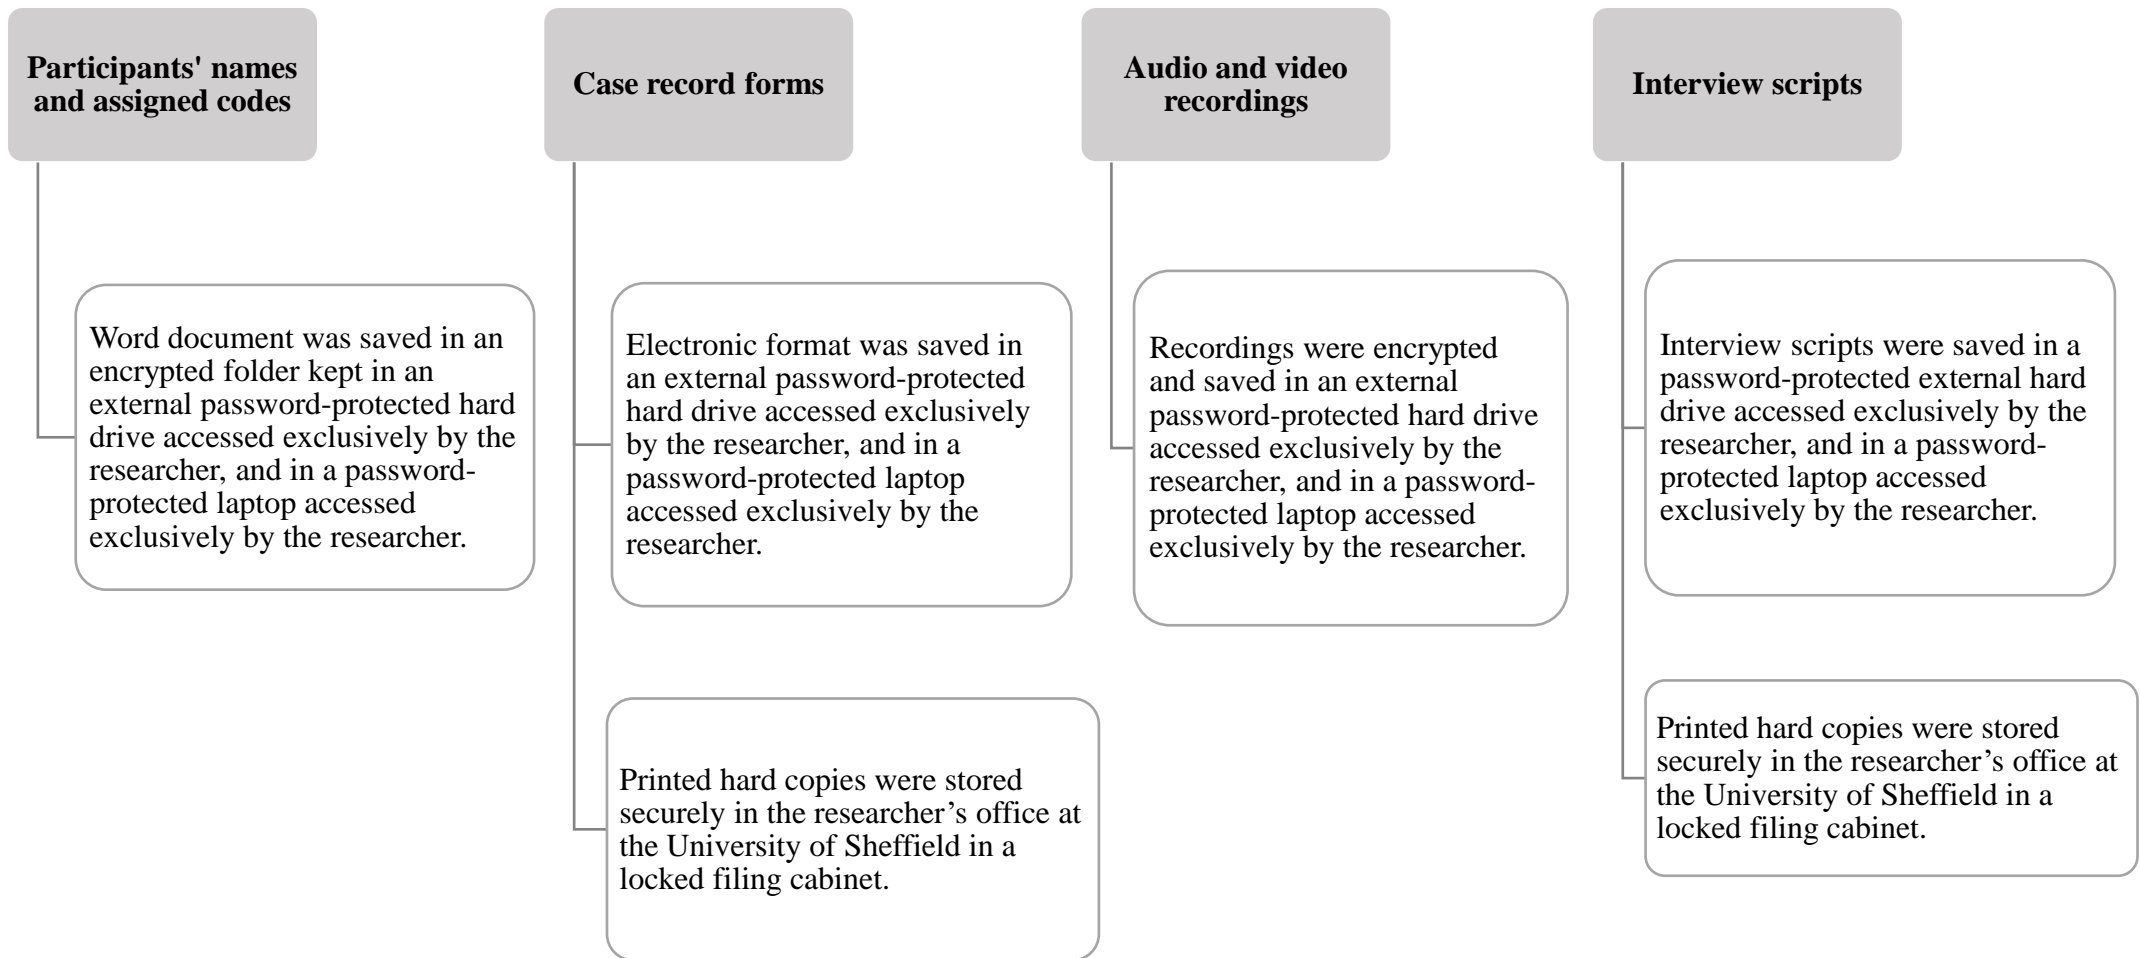 Participants' names
and assigned codes
Word document was saved in an
encrypted folder kept in an
external password-protected hard
drive accessed exclusively by the
researcher, and in a password-
protected laptop accessed
exclusively by the researcher.
Case record forms
Electronic format was saved in
an external password-protected
hard drive accessed exclusively
by the researcher, and in a
password-protected laptop
accessed exclusively by the
researcher.
Printed hard copies were stored
securely in the researcher’s office at
the University of Sheffield in a
locked filing cabinet.
Audio and video
recordings
Recordings were encrypted
and saved in an external
password-protected hard drive
accessed exclusively by the
researcher, and in a password-
protected laptop accessed
exclusively by the researcher.
Interview scripts
Interview scripts were saved in a
password-protected external hard
drive accessed exclusively by the
researcher, and in a password-
protected laptop accessed
exclusively by the researcher.
Printed hard copies were stored
securely in the researcher’s office at
the University of Sheffield in a
locked filing cabinet.